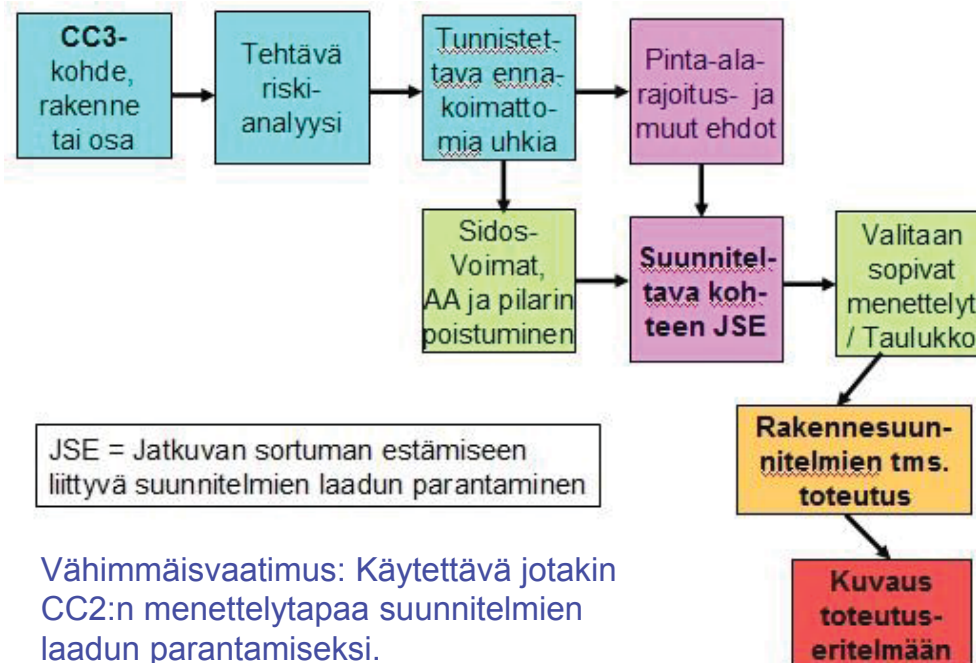 CC3-
kohde,
rakenne
tai osa
Tehtävä
riski-
analyysi
Tunnistet-
tava enna-
koimatto-
mia uhkia
Pinta-ala-
rajoitus- ja
muut ehdot
Sidos-
Voimat,
AA ja pilarin
poistuminen
Suunnitel-
tava koh-
teen JSE
Valitaan
sopivat
menettelyt
/ Taulukko
JSE = Jatkuvan sortuman estämiseen
liittyvä suunnitelmien laadun parantaminen
Rakennesuun-
nitelmien tms.
toteutus
Vähimmäisvaatimus: Käytettävä jotakin
CC2:n menettelytapaa suunnitelmien
laadun parantamiseksi.
Kuvaus
toteutus-
eritelmään